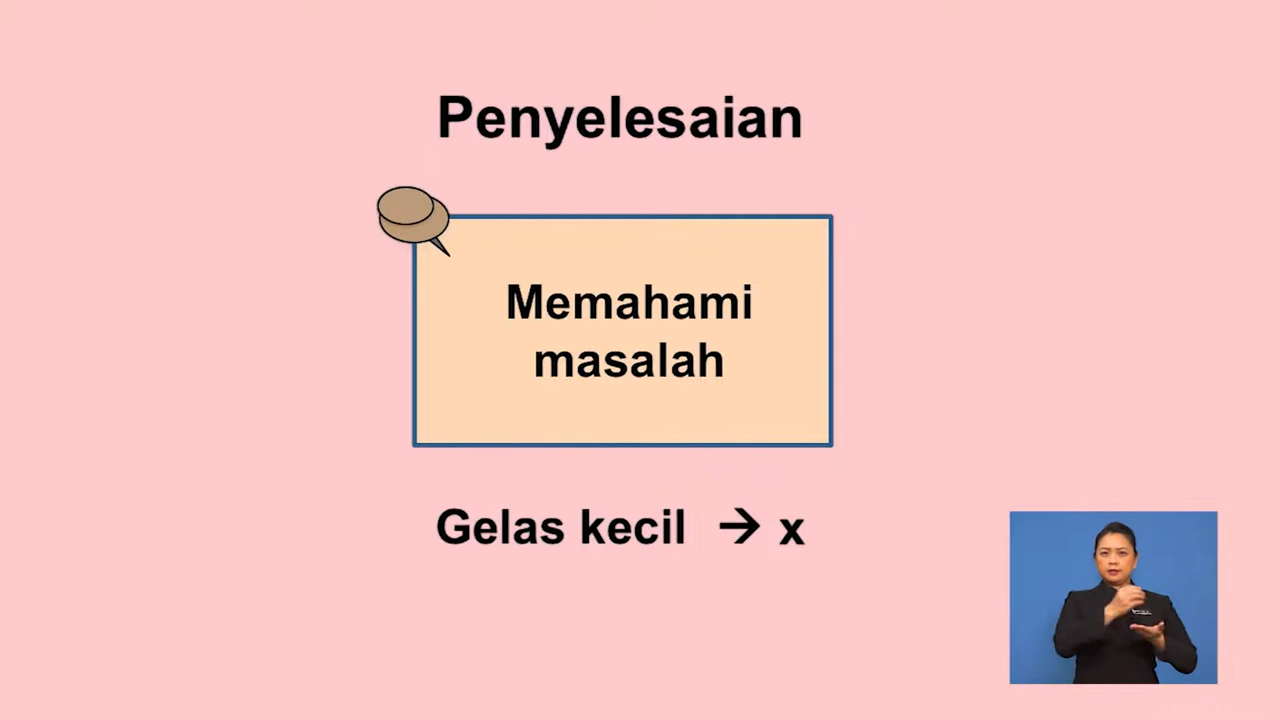 Penyelesaian
Memahami
masalah
Gelas kecil → x